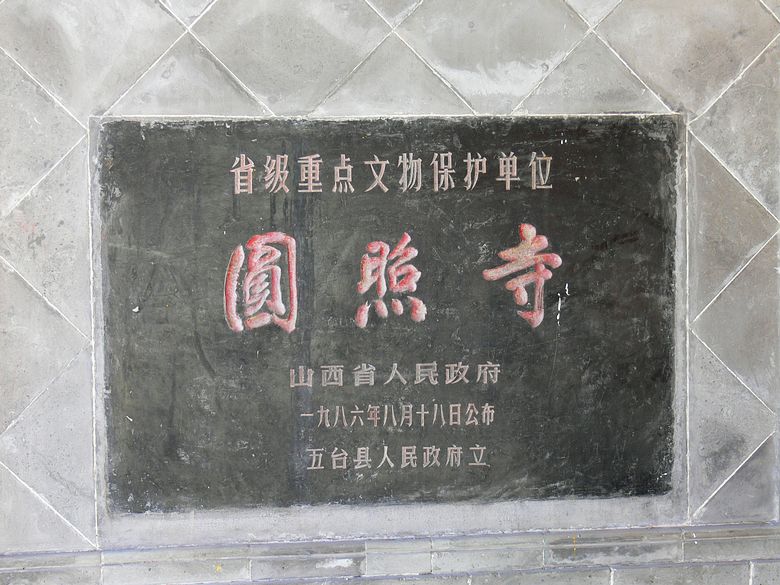 省级重点文物保护单位
圓照寺
山西省人民政府
一九八六年八月十八日公布
五台县人民政府立